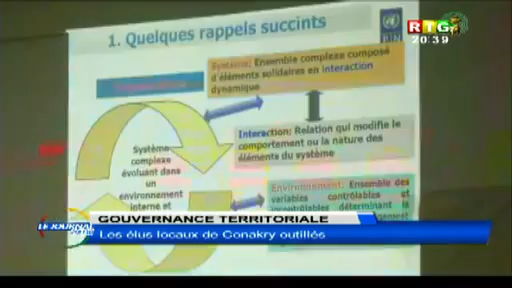 1. Quelques rappels succints
RTG
20:39
Système: Ensemble complexe composé
d'éléments solidaires en interaction
dynamique
Interaction: Relation qui modifie le
comportement ou la nature des
éléments du système
Système
complexe
évoluant dans
un
environnement
interne et
Environnement: Ensemble des
variables contrôlables et
incontrôlables déterminant le
GOUVERNANCE TERRITORIALE
LE JOURNAL
Les élus locaux de Conakry outillés